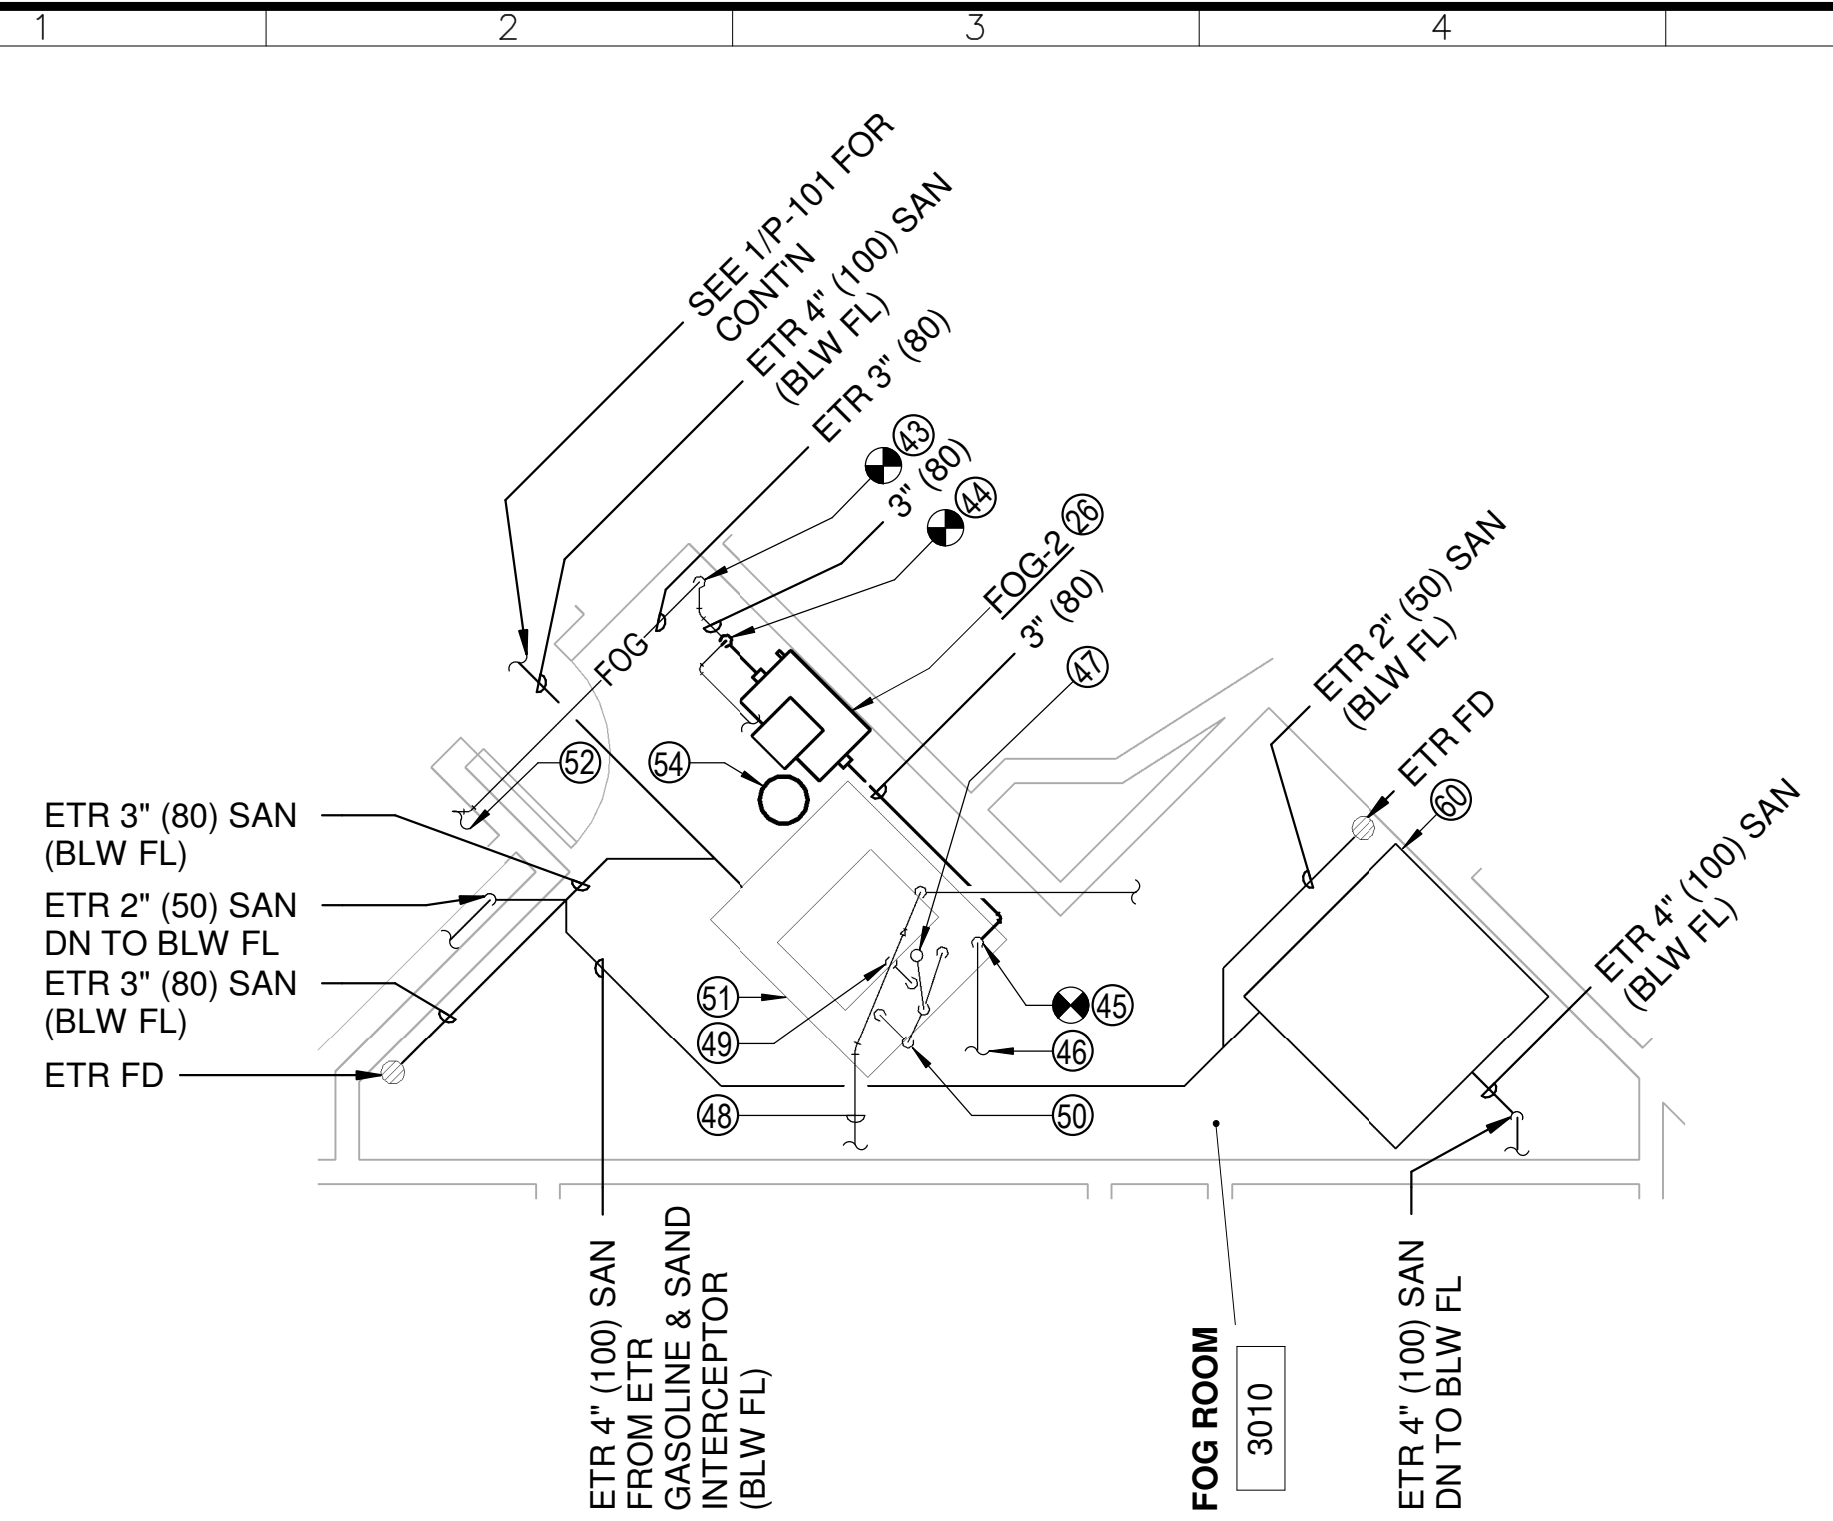 1
2
3
4
SEE 1/P-101 FOR
CONT'N
ETR 4" (100) SAN
(BLW FL)
ETR 3" (80)
43
3" (80)
44
FOG-2
26
3" (80)
47
ETR 2" (50) SAN
(BLW FL)
ETR FD
60
ETR 4" (100) SAN
(BLW FL)
FOG
52
54
ETR 3" (80) SAN
(BLW FL)
ETR 2" (50) SAN
DN TO BLW FL
ETR 3" (80) SAN
(BLW FL)
ETR FD
51
49
48
45
46
50
ETR 4" (100) SAN
FROM ETR
GASOLINE & SAND
INTERCEPTOR
(BLW FL)
FOG ROOM
3010
ETR 4" (100) SAN
DN TO BLW FL